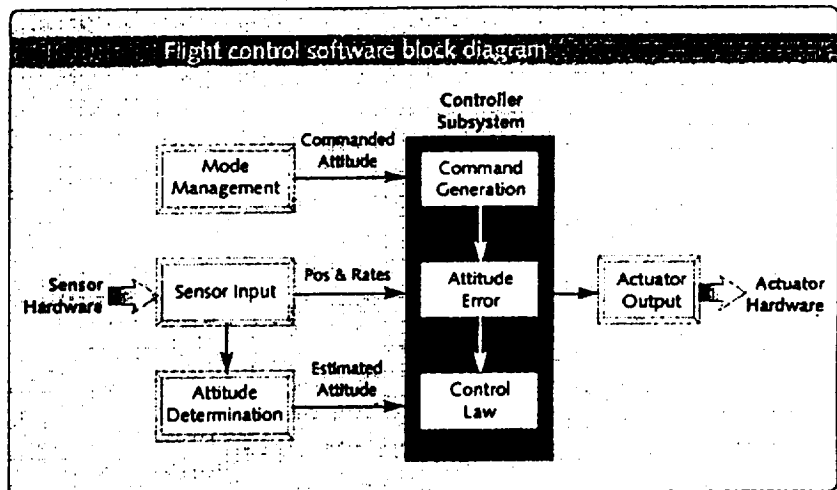 Flight control software block diagram
Controller
Subsystem
Commanded
Attitude
Mode
Management
Command
Generation
Sensor
Hardware
Sensor Input
Pos & Rates
Attitude
Error
Actuator
Output
Actuator
Hardware
Attitude
Determination
Estimated
Attitude
Control
Law